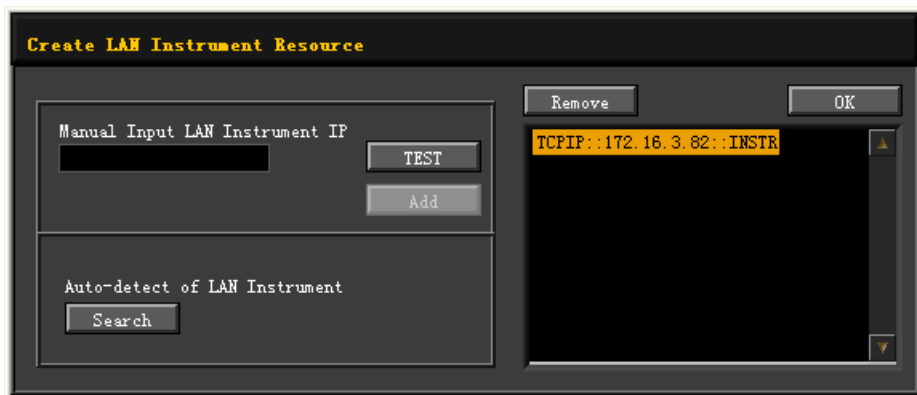 Create LAN Instrument Resource
Manual Input LAN Instrument IP
TEST
Add
Auto-detect of LAN Instrument
Search
Remove
OK
TCPIP::172.16.3.82::INSTR